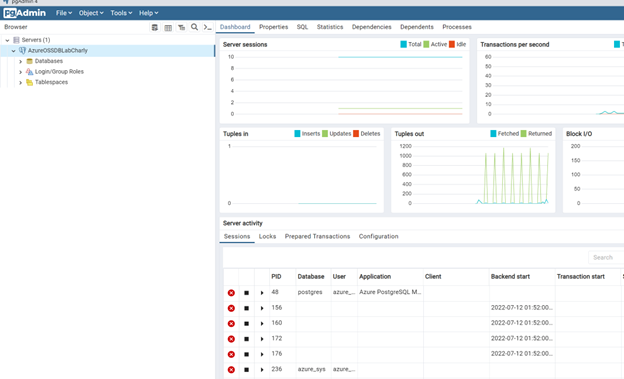 pgAdmin 4
pgAdmin File Object Tools Help
Browser
Servers (1)
AzureOSSDBLabCharly
Databases
Login/Group Roles
Tablespaces
Dashboard Properties SQL Statistics Dependencies Dependents Processes
Server sessions Total Active Idle
10
8
6
4
2
0
Transactions per second
60
50
40
30
20
10
0
Tuples in Inserts Updates Deletes
1
0
Tuples out Fetched Returned
1200
1000
800
600
400
200
0
Block I/O
200
150
100
50
0
Server activity
Sessions Locks Prepared Transactions Configuration
Search
PID Database User Application Client Backend start Transaction start
48 postgres azure_... Azure PostgreSQL M...
156 2022-07-12 01:52:00...
160 2022-07-12 01:52:00...
172 2022-07-12 01:52:00...
176 2022-07-12 01:52:00...
236 azure_sys azure_...